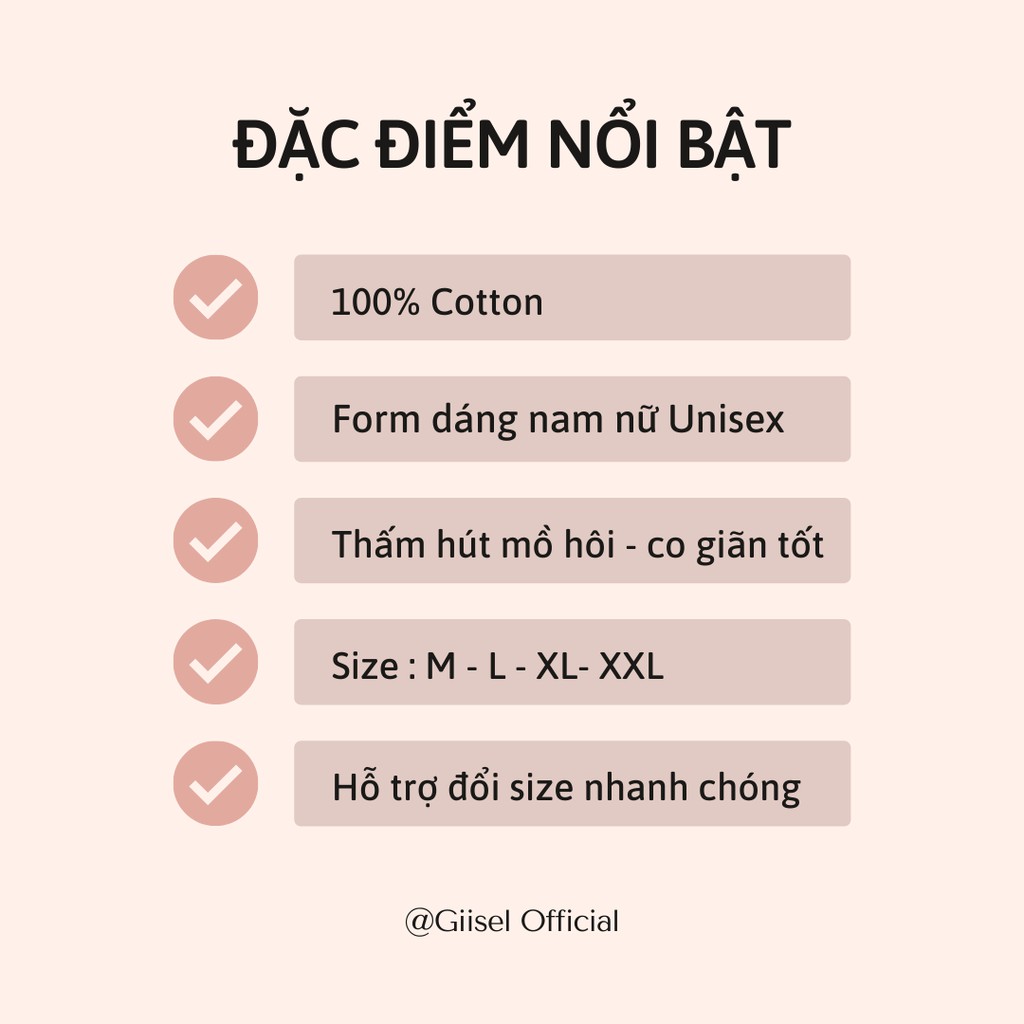 ĐẶC ĐIỂM NỔI BẬT
100% Cotton
Form dáng nam nữ Unisex
Thấm hút mồ hôi - co giãn tốt
Size : M - L - XL- XXL
Hỗ trợ đổi size nhanh chóng
@Giisel Official